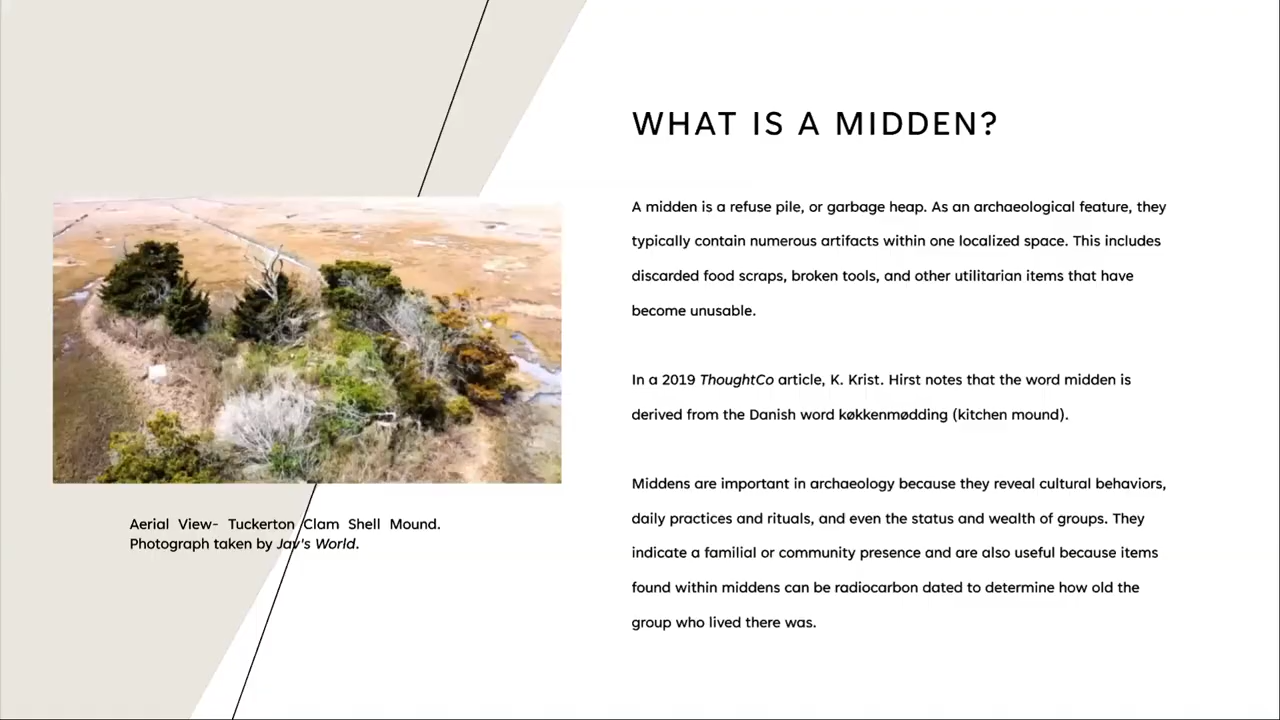 WHAT IS A MIDDEN?
A midden is a refuse pile, or garbage heap. As an archaeological feature, they
typically contain numerous artifacts within one localized space. This includes
discarded food scraps, broken tools, and other utilitarian items that have
become unusable.
In a 2019 ThoughtCo article, K. Krist. Hirst notes that the word midden is
derived from the Danish word køkkenmødding (kitchen mound).
Middens are important in archaeology because they reveal cultural behaviors,
daily practices and rituals, and even the status and wealth of groups. They
indicate a familial or community presence and are also useful because items
found within middens can be radiocarbon dated to determine how old the
group who lived there was.
Aerial View- Tuckerton Clam Shell Mound.
Photograph taken by Jay's World.